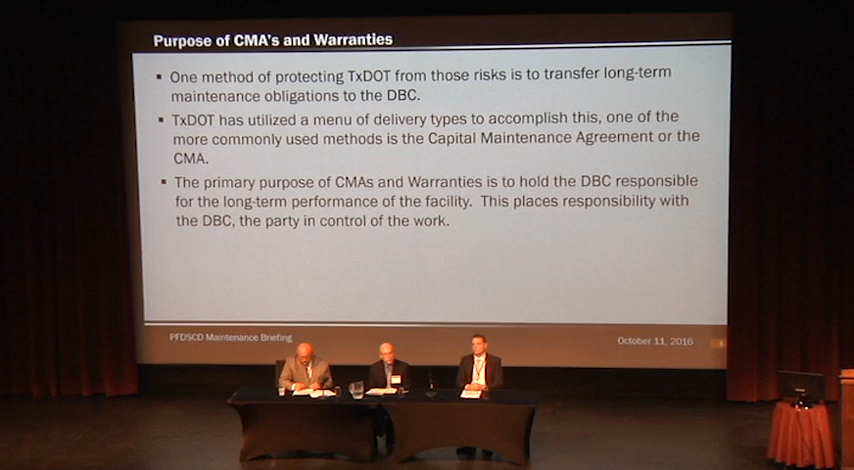 Purpose of CMA's and Warranties
▪ One method of protecting TxDOT from those risks is to transfer long-term
maintenance obligations to the DBC.
▪ TxDOT has utilized a menu of delivery types to accomplish this, one of the
more commonly used methods is the Capital Maintenance Agreement or the
CMA.
▪ The primary purpose of CMAs and Warranties is to hold the DBC responsible
for the long-term performance of the facility. This places responsibility with
the DBC, the party in control of the work.
PFDSCD Maintenance Briefing
October 11, 2016